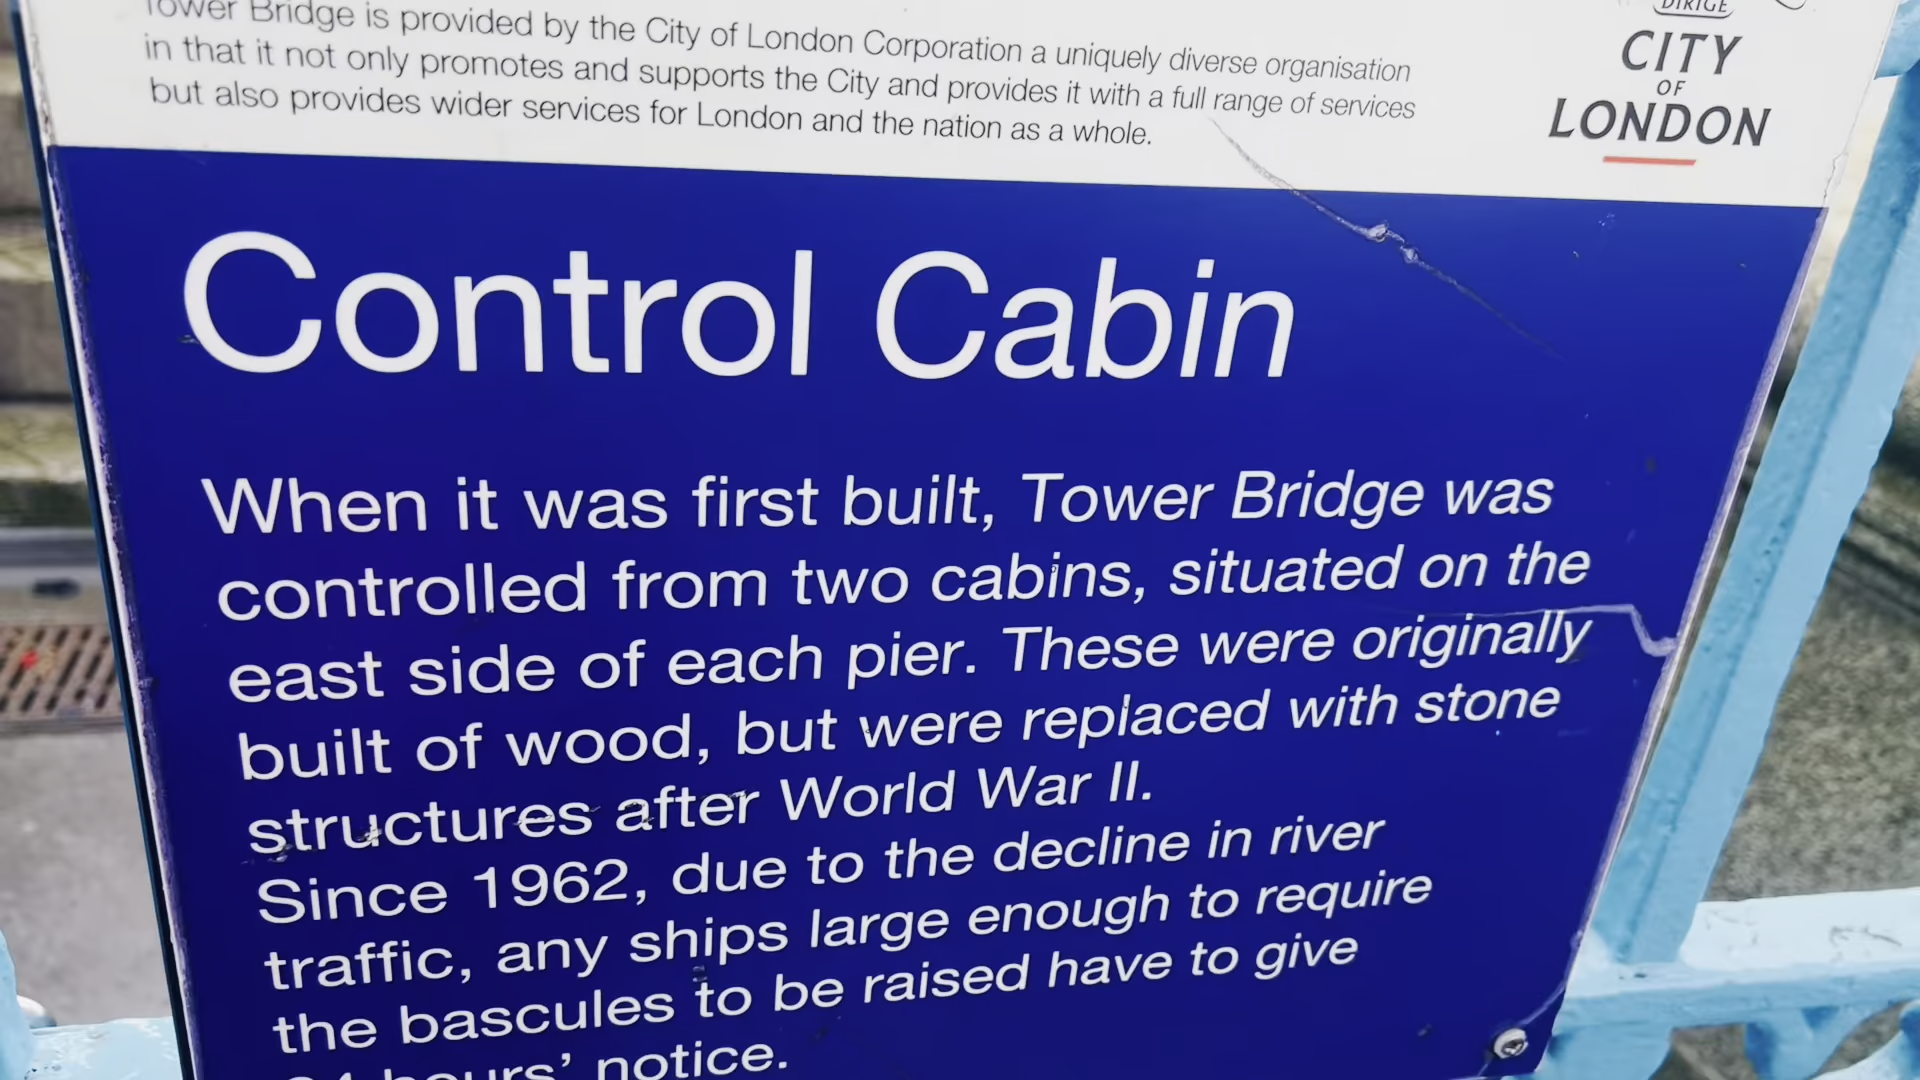 Tower Bridge is provided by the City of London Corporation a uniquely diverse organisation
in that it not only promotes and supports the City and provides it with a full range of services
but also provides wider services for London and the nation as a whole.
DIRIGE
CITY
OF
LONDON
Control Cabin
When it was first built, Tower Bridge was
controlled from two cabins, situated on the
east side of each pier. These were originally
built of wood, but were replaced with stone
structures after World War II.
Since 1962, due to the decline in river
traffic, any ships large enough to require
the bascules to be raised have to give
24 hours’ notice.